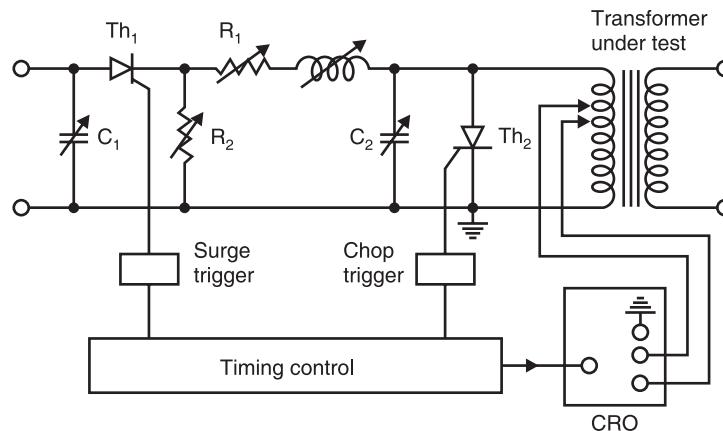 Th₁
R₁
Transformer
under test
C₁
R₂
C₂
Th₂
Surge
trigger
Chop
trigger
Timing control
CRO